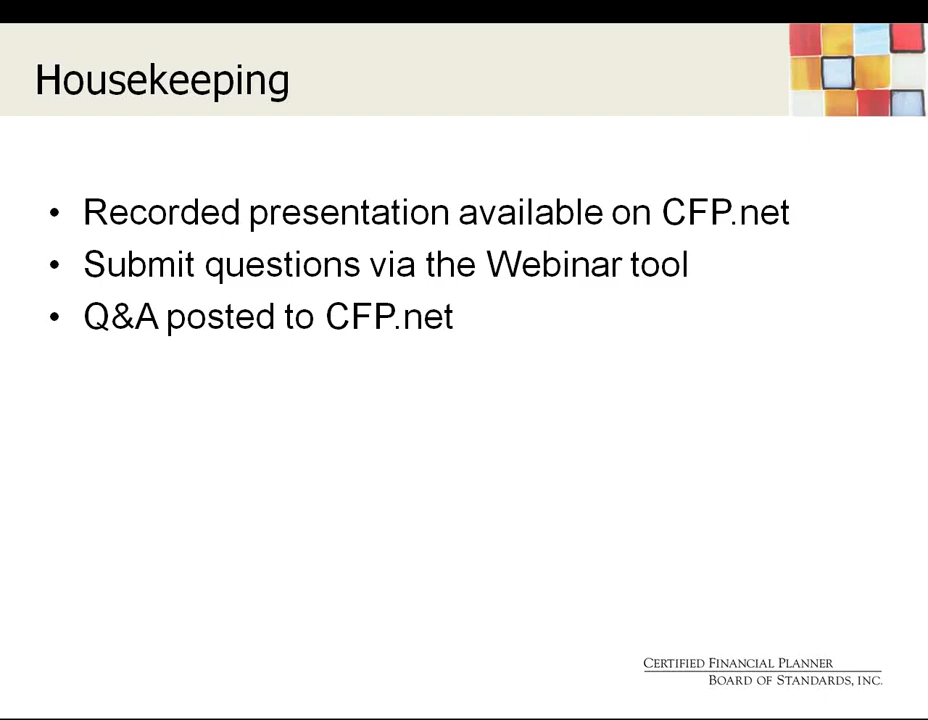 Housekeeping
• Recorded presentation available on CFP.net
• Submit questions via the Webinar tool
• Q&A posted to CFP.net
CERTIFIED FINANCIAL PLANNER
BOARD OF STANDARDS, INC.